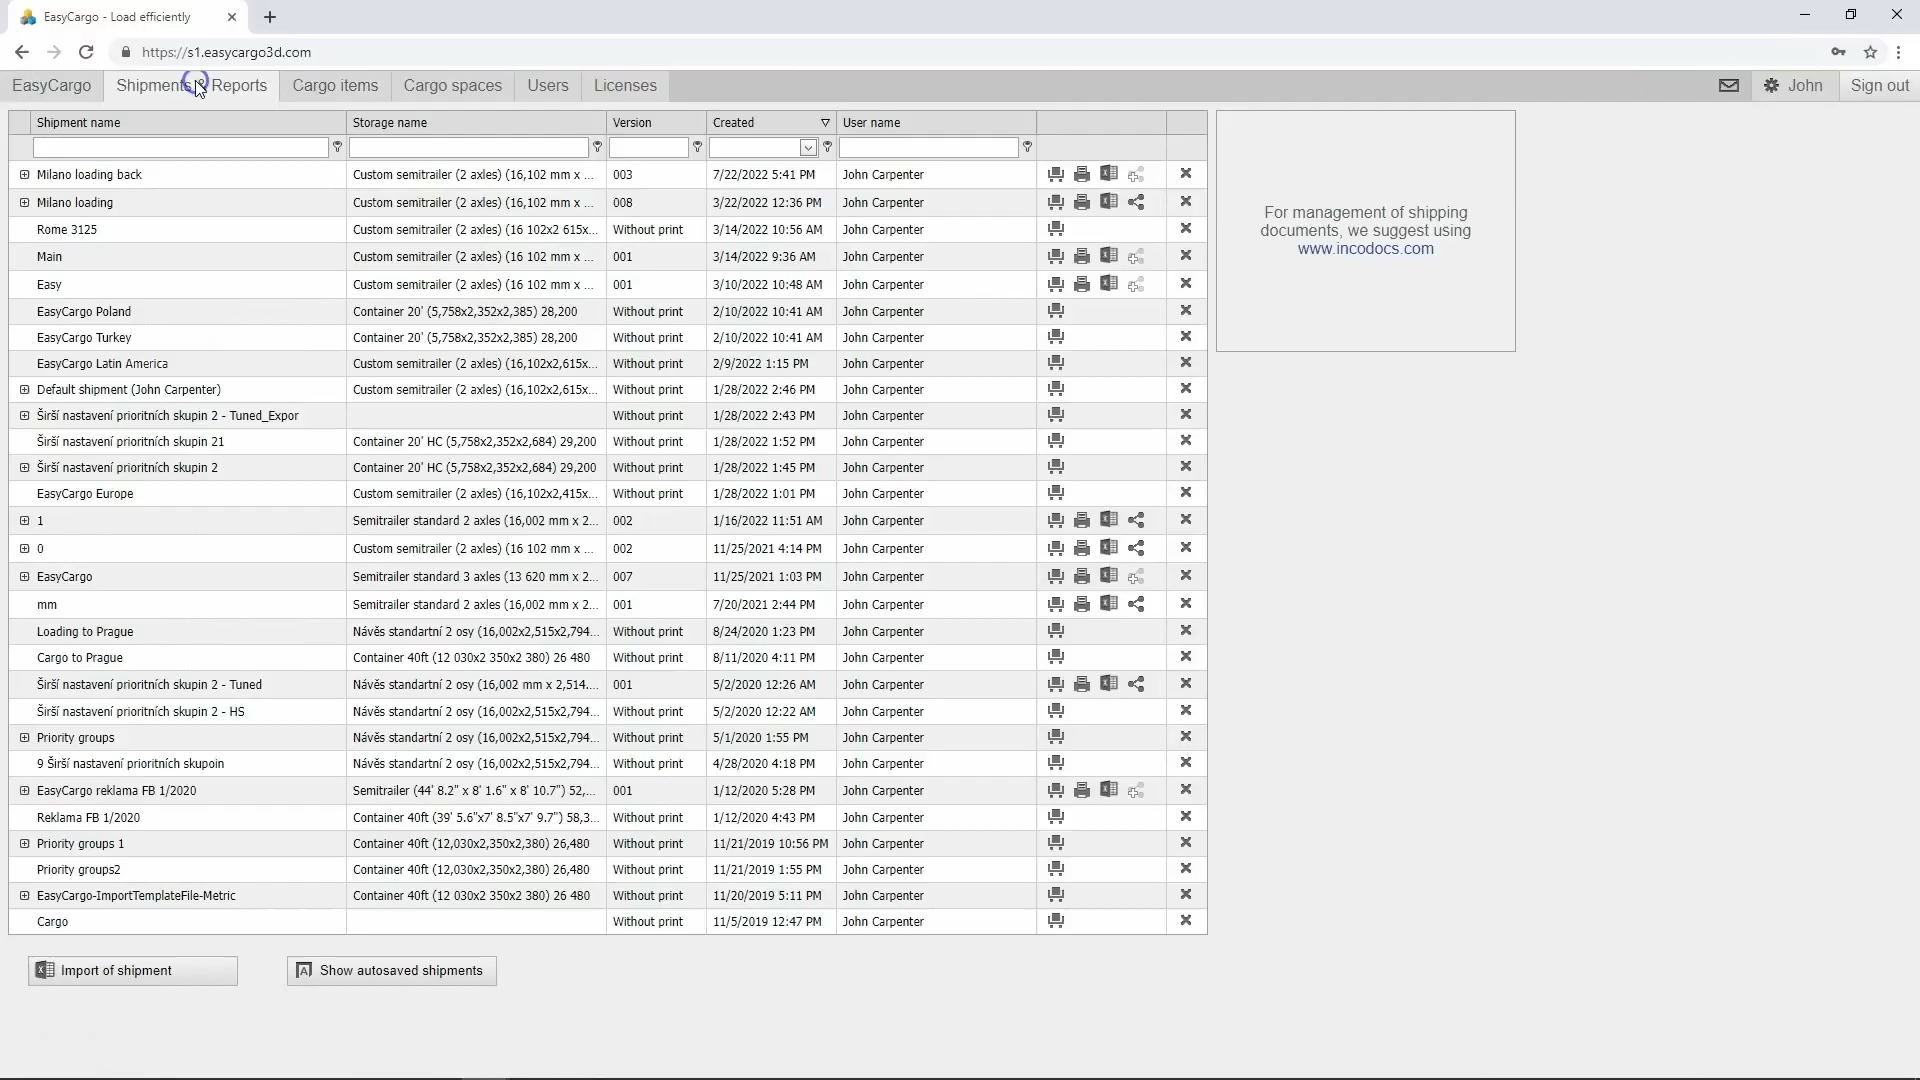 EasyCargo - Load efficiently
https://s1.easycargo3d.com
EasyCargo Shipments & Reports Cargo items Cargo spaces Users Licenses John Sign out
Shipment name Storage name Version Created User name
Milano loading back Custom semitrailer (2 axles) (16,102 mm x ... 003 7/22/2022 5:41 PM John Carpenter
Milano loading Custom semitrailer (2 axles) (16,102 mm x ... 008 3/22/2022 12:36 PM John Carpenter
Rome 3125 Custom semitrailer (2 axles) (16 102x2 615x... Without print 3/14/2022 10:56 AM John Carpenter
Main Custom semitrailer (2 axles) (16 102 mm x ... 001 3/14/2022 9:36 AM John Carpenter
Easy Custom semitrailer (2 axles) (16 102 mm x ... 001 3/10/2022 10:48 AM John Carpenter
EasyCargo Poland Container 20' (5,758x2,352x2,385) 28,200 Without print 2/10/2022 10:41 AM John Carpenter
EasyCargo Turkey Container 20' (5,758x2,352x2,385) 28,200 Without print 2/10/2022 10:41 AM John Carpenter
EasyCargo Latin America Custom semitrailer (2 axles) (16,102x2,615x... Without print 2/9/2022 1:15 PM John Carpenter
Default shipment (John Carpenter) Custom semitrailer (2 axles) (16,102x2,615x... Without print 1/28/2022 2:46 PM John Carpenter
Širší nastavení prioritních skupin 2 - Tuned_Expor Without print 1/28/2022 2:43 PM John Carpenter
Širší nastavení prioritních skupin 21 Container 20' HC (5,758x2,352x2,684) 29,200 Without print 1/28/2022 1:52 PM John Carpenter
Širší nastavení prioritních skupin 2 Container 20' HC (5,758x2,352x2,684) 29,200 Without print 1/28/2022 1:45 PM John Carpenter
EasyCargo Europe Custom semitrailer (2 axles) (16,102x2,415x... Without print 1/28/2022 1:01 PM John Carpenter
1 Semitrailer standard 2 axles (16,002 mm x 2... 002 1/16/2022 11:51 AM John Carpenter
0 Custom semitrailer (2 axles) (16 102 mm x ... 002 11/25/2021 4:14 PM John Carpenter
EasyCargo Semitrailer standard 3 axles (13 620 mm x 2... 007 11/25/2021 1:03 PM John Carpenter
mm Semitrailer standard 2 axles (16,002 mm x 2... 001 7/20/2021 2:44 PM John Carpenter
Loading to Prague Návěs standartní 2 osy (16,002x2,515x2,794... Without print 8/24/2020 1:23 PM John Carpenter
Cargo to Prague Container 40ft (12 030x2 350x2 380) 26 480 Without print 8/11/2020 4:11 PM John Carpenter
Širší nastavení prioritních skupin 2 - Tuned Návěs standartní 2 osy (16,002 mm x 2,514.... 001 5/2/2020 12:26 AM John Carpenter
Širší nastavení prioritních skupin 2 - HS Návěs standartní 2 osy (16,002x2,515x2,794... Without print 5/2/2020 12:22 AM John Carpenter
Priority groups Návěs standartní 2 osy (16,002x2,515x2,794... Without print 5/1/2020 1:55 PM John Carpenter
9 Širší nastavení prioritních skupoin Návěs standartní 2 osy (16,002x2,515x2,794... Without print 4/28/2020 4:18 PM John Carpenter
EasyCargo reklama FB 1/2020 Semitrailer (44' 8.2" x 8' 1.6" x 8' 10.7") 52,... 001 1/12/2020 5:28 PM John Carpenter
Reklama FB 1/2020 Container 40ft (39' 5.6"x7' 8.5"x7' 9.7") 58,3... Without print 1/12/2020 4:43 PM John Carpenter
Priority groups 1 Container 40ft (12,030x2,350x2,380) 26,480 Without print 11/21/2019 10:56 PM John Carpenter
Priority groups2 Container 40ft (12,030x2,350x2,380) 26,480 Without print 11/21/2019 1:55 PM John Carpenter
EasyCargo-ImportTemplateFile-Metric Container 40ft (12 030x2 350x2 380) 26 480 Without print 11/20/2019 5:11 PM John Carpenter
Cargo Without print 11/5/2019 12:47 PM John Carpenter
For management of shipping
documents, we suggest using
www.incodocs.com
Import of shipment Show autosaved shipments